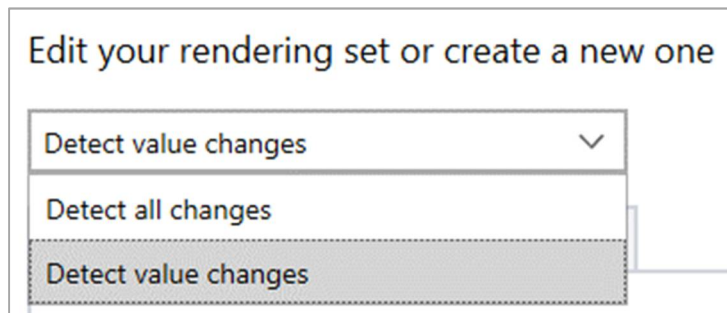 Edit your rendering set or create a new one
Detect value changes
Detect all changes
Detect value changes